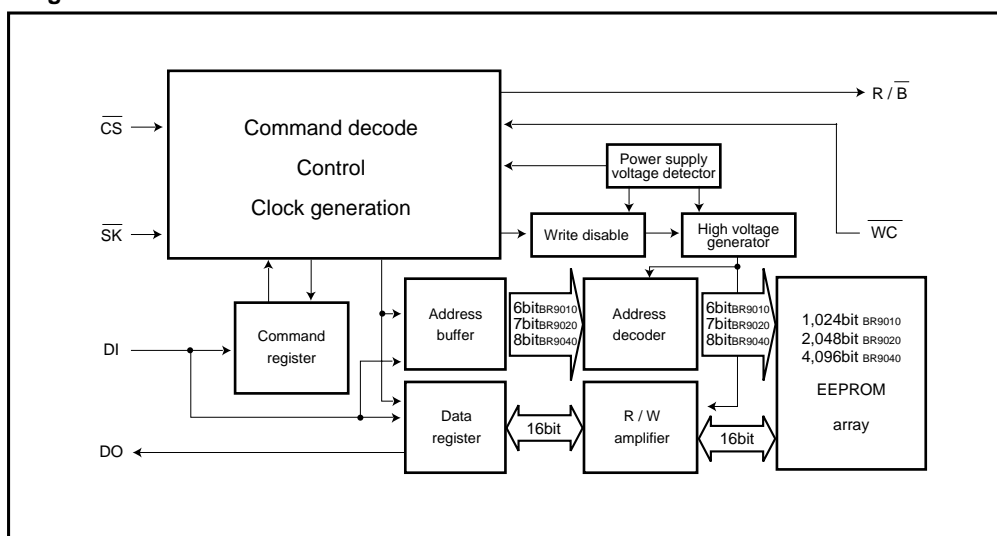 CS
SK
DI
DO
Command decode
Control
Clock generation
R / B
WC
Power supply
voltage detector
Write disable
High voltage
generator
Command
register
Address
buffer
6bitBR9010
7bitBR9020
8bitBR9040
Address
decoder
6bitBR9010
7bitBR9020
8bitBR9040
1,024bit BR9010
2,048bit BR9020
4,096bit BR9040
EEPROM
array
Data
register
16bit
R / W
amplifier
16bit